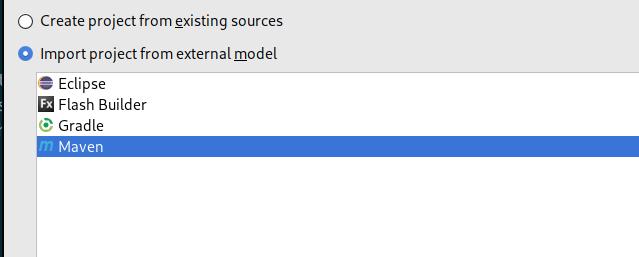 Create project from existing sources
Import project from external model
Eclipse
Fx Flash Builder
Gradle
m Maven